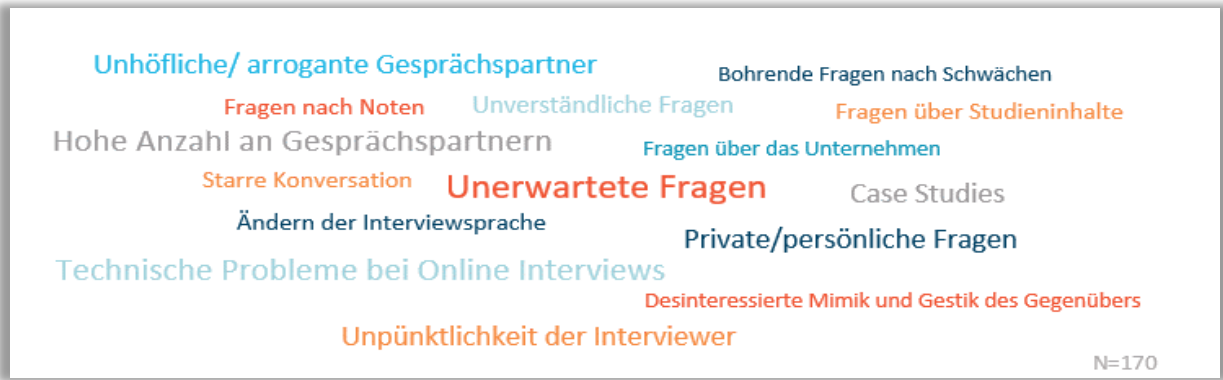 Unhöfliche/ arrogante Gesprächspartner
Bohrende Fragen nach Schwächen
Fragen nach Noten
Unverständliche Fragen
Fragen über Studieninhalte
Hohe Anzahl an Gesprächspartnern
Fragen über das Unternehmen
Starre Konversation
Unerwartete Fragen
Case Studies
Ändern der Interviewsprache
Private/persönliche Fragen
Technische Probleme bei Online Interviews
Desinteressierte Mimik und Gestik des Gegenübers
Unpünktlichkeit der Interviewer
N=170